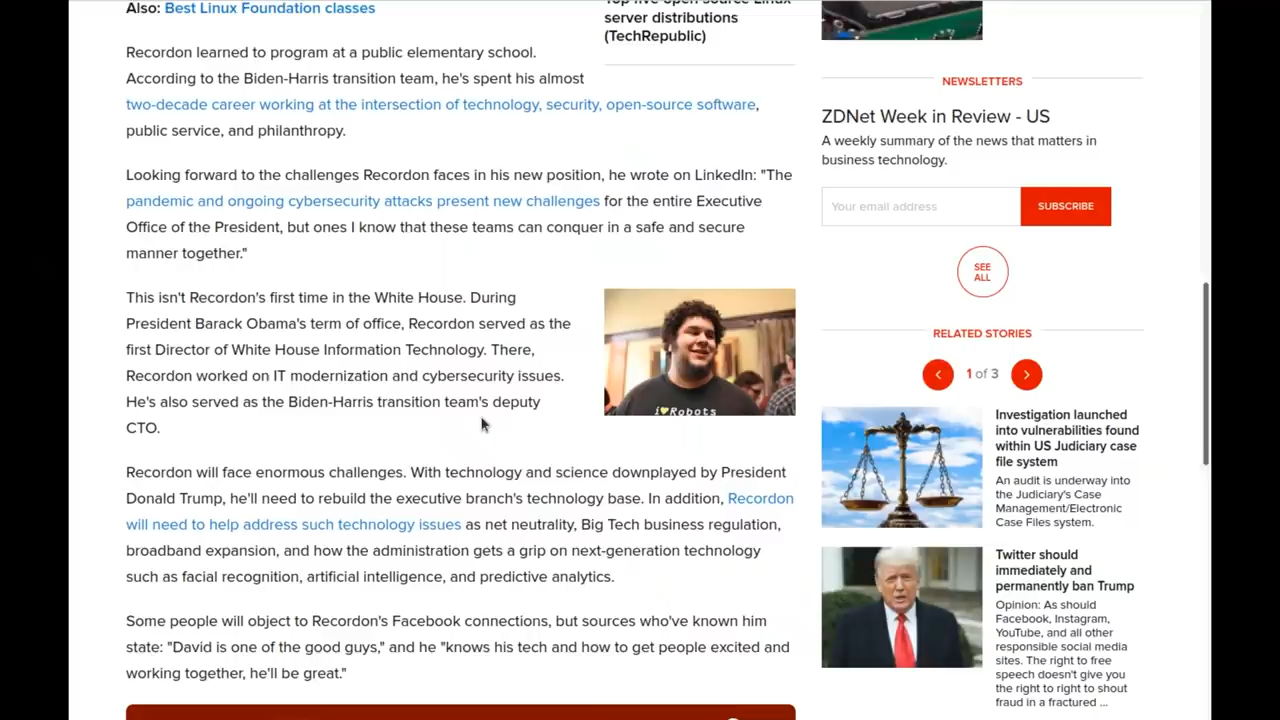 Also: Best Linux Foundation classes
Recordon learned to program at a public elementary school.
According to the Biden-Harris transition team, he's spent his almost
two-decade career working at the intersection of technology, security, open-source software,
public service, and philanthropy.
Looking forward to the challenges Recordon faces in his new position, he wrote on LinkedIn: "The
pandemic and ongoing cybersecurity attacks present new challenges for the entire Executive
Office of the President, but ones I know that these teams can conquer in a safe and secure
manner together."
This isn't Recordon's first time in the White House. During
President Barack Obama's term of office, Recordon served as the
first Director of White House Information Technology. There,
Recordon worked on IT modernization and cybersecurity issues.
He's also served as the Biden-Harris transition team's deputy
CTO.
Recordon will face enormous challenges. With technology and science downplayed by President
Donald Trump, he'll need to rebuild the executive branch's technology base. In addition, Recordon
will need to help address such technology issues as net neutrality, Big Tech business regulation,
broadband expansion, and how the administration gets a grip on next-generation technology
such as facial recognition, artificial intelligence, and predictive analytics.
Some people will object to Recordon's Facebook connections, but sources who've known him
state: "David is one of the good guys," and he "knows his tech and how to get people excited and
working together, he'll be great."
Top five open source Linux
server distributions
(TechRepublic)
i Robots
NEWSLETTERS
ZDNet Week in Review - US
A weekly summary of the news that matters in
business technology.
Your email address
SUBSCRIBE
SEE
ALL
RELATED STORIES
1 of 3
Investigation launched
into vulnerabilities found
within US Judiciary case
file system
An audit is underway into
the Judiciary's Case
Management/Electronic
Case Files system.
Twitter should
immediately and
permanently ban Trump
Opinion: As should
Facebook, Instagram,
YouTube, and all other
responsible social media
sites. The right to free
speech doesn't give you
the right to right to shout
fraud in a fractured ...